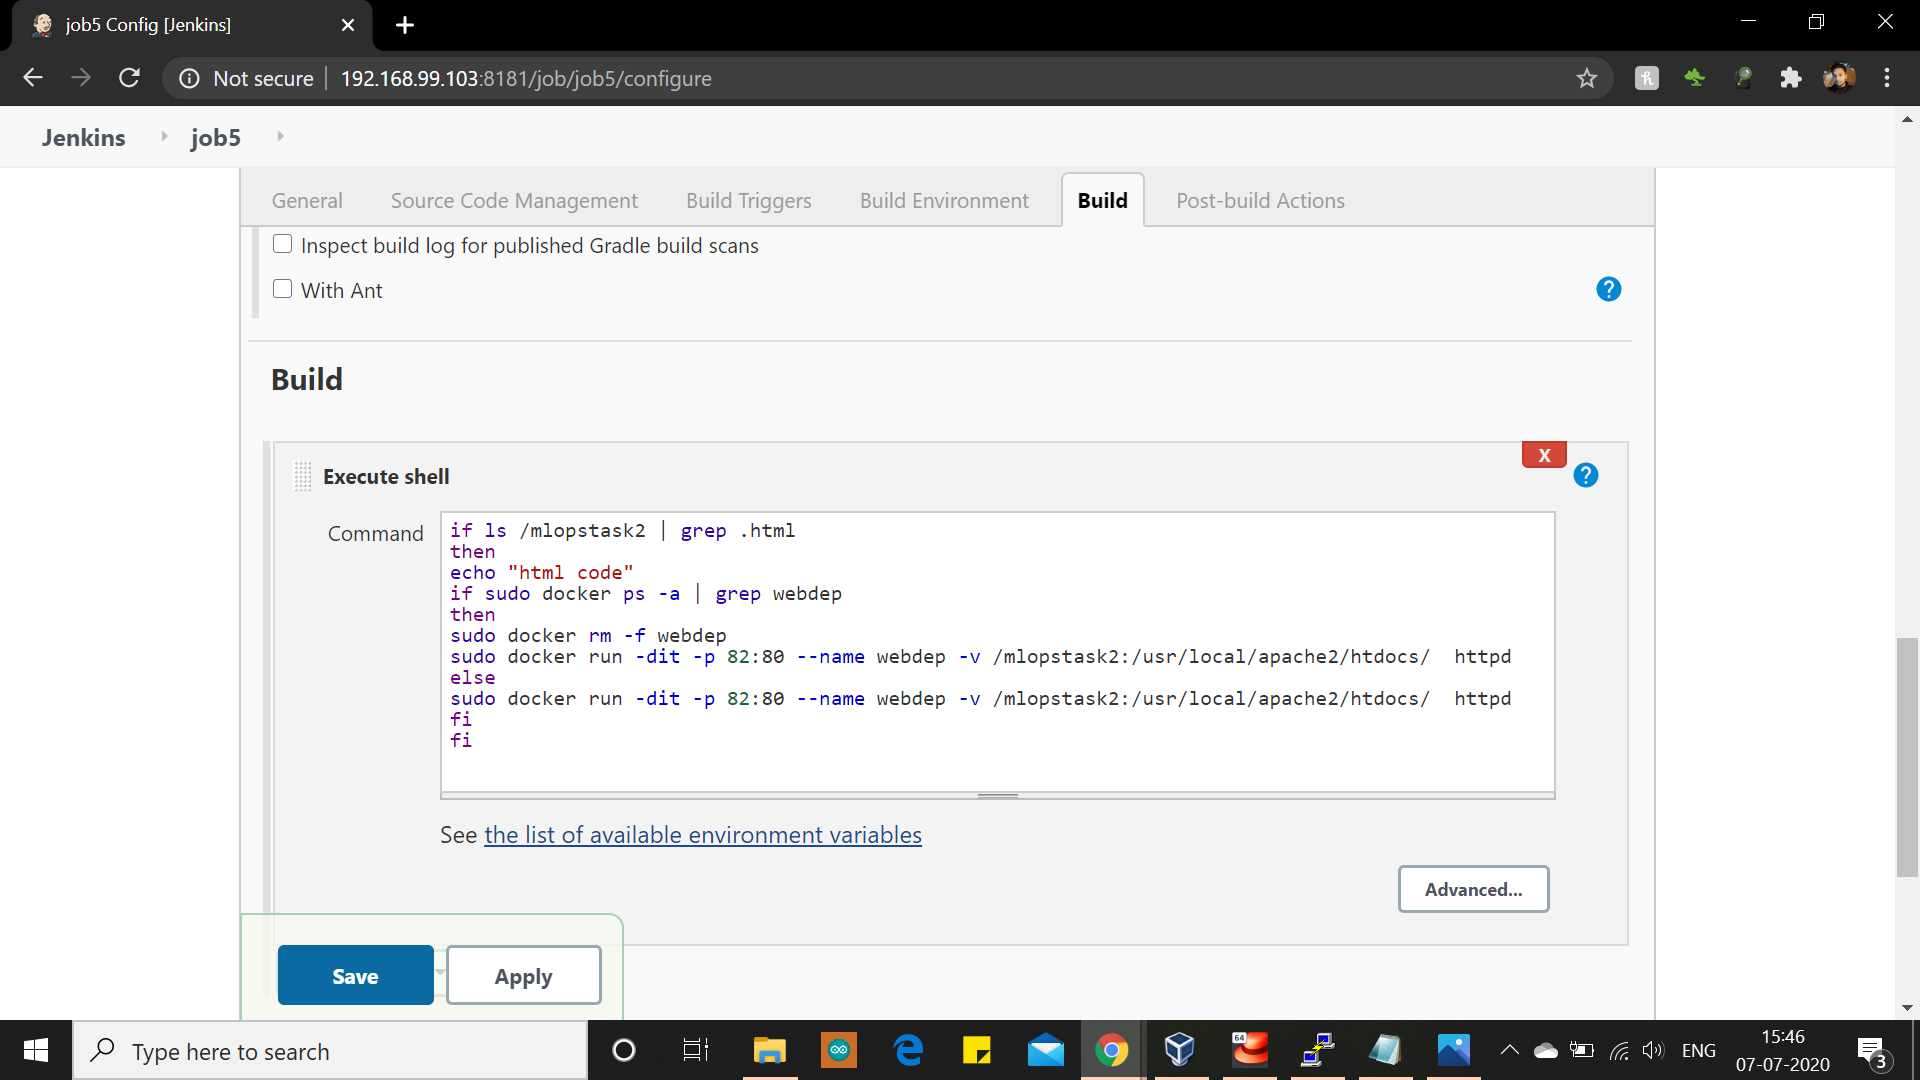 job5 Config [Jenkins]
Not secure
192.168.99.103:8181/job/job5/configure
Jenkins
job5
General
Source Code Management
Build Triggers
Build Environment
Build
Post-build Actions
Inspect build log for published Gradle build scans
With Ant
?
Build
X
Execute shell
?
Command
if ls /mlopstask2 | grep .html
then
echo "html code"
if sudo docker ps -a | grep webdep
then
sudo docker rm -f webdep
sudo docker run -dit -p 82:80 --name webdep -v /mlopstask2:/usr/local/apache2/htdocs/  httpd
else
sudo docker run -dit -p 82:80 --name webdep -v /mlopstask2:/usr/local/apache2/htdocs/  httpd
fi
fi
See the list of available environment variables
Advanced...
Save
Apply
Type here to search
64
ENG
15:46
07-07-2020
3